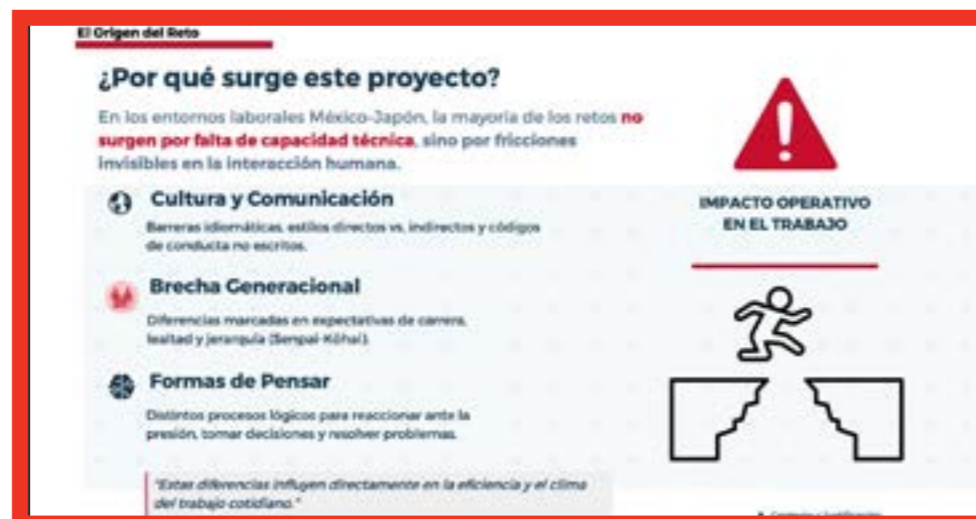 El Origen del Reto
¿Por qué surge este proyecto?
En los entornos laborales México-Japón, la mayoría de los retos no
surgen por falta de capacidad técnica, sino por fricciones
invisibles en la interacción humana.
Cultura y Comunicación
Barreras idiomáticas, estilos directos vs. indirectos y códigos
de conducta no escritos.
Brecha Generacional
Diferencias marcadas en expectativas de carrera,
lealtad y jerarquía (Senpai-Kōhai).
Formas de Pensar
Distintos procesos lógicos para reaccionar ante la
presión, tomar decisiones y resolver problemas.
"Estas diferencias influyen directamente en la eficiencia y el clima
del trabajo cotidiano."
IMPACTO OPERATIVO
EN EL TRABAJO